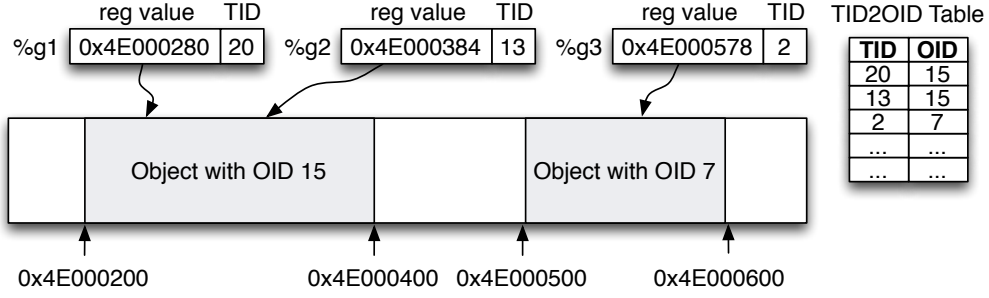 reg value TID reg value TID reg value TID TID2OID Table
%g1 0x4E000280 20 %g2 0x4E000384 13 %g3 0x4E000578 2
TID OID
20 15
13 15
2 7
... ...
... ...
Object with OID 15 Object with OID 7
0x4E000200 0x4E000400 0x4E000500 0x4E000600